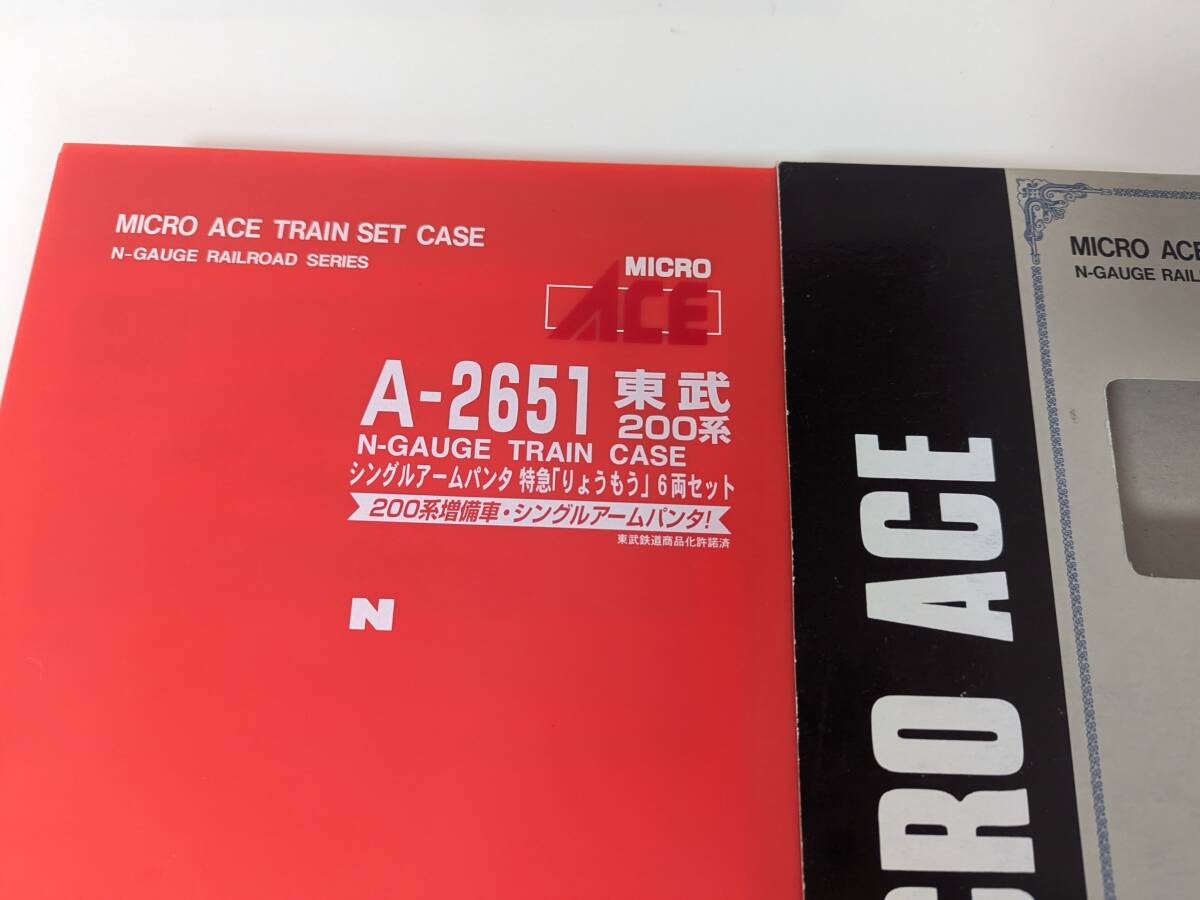 MICRO ACE TRAIN SET CASE
N-GAUGE RAILROAD SERIES
MICRO
ACE
A-2651 東武
200系
N-GAUGE TRAIN CASE
シングルアームパンタ 特急「りょうもう」6両セット
200系増備車・シングルアームパンタ!
東武鉄道商品化許諾済
N
CRO ACE
MICRO ACE
N-GAUGE RAIL